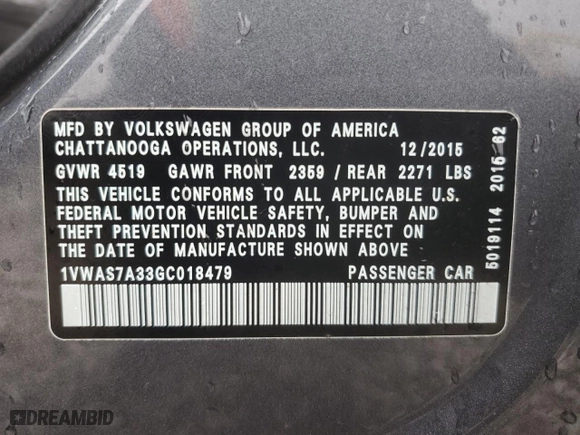 MFD BY VOLKSWAGEN GROUP OF AMERICA
CHATTANOOGA OPERATIONS, LLC. 12/2015
GVWR 4519 GAWR FRONT 2359 / REAR 2271 LBS
THIS VEHICLE CONFORMS TO ALL APPLICABLE U.S.
FEDERAL MOTOR VEHICLE SAFETY, BUMPER AND
THEFT PREVENTION STANDARDS IN EFFECT ON
THE DATE OF MANUFACTURE SHOWN ABOVE.
1VWAS7A33GC018479 PASSENGER CAR
5019114 2015-62
DREAMBID